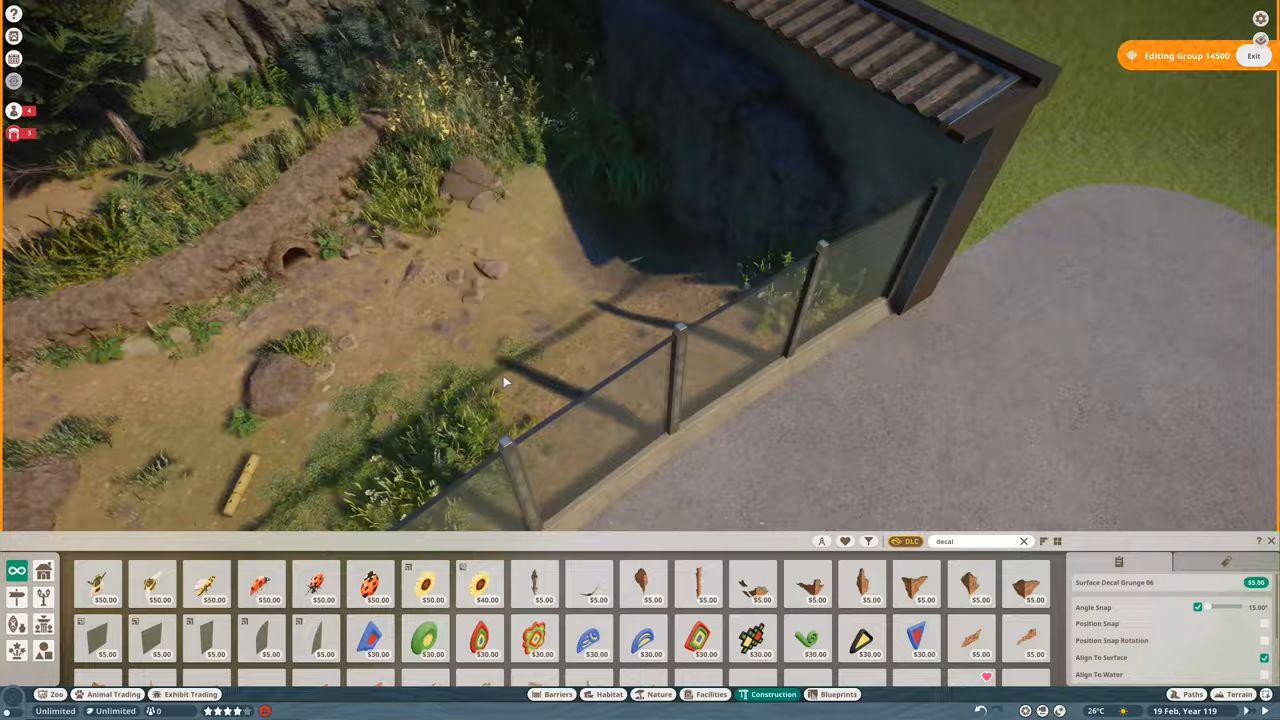 ?
Editing Group 14500
Exit
4
3
DLC
decal
?
$50.00 $50.00 $50.00 $50.00 $50.00 $50.00 $50.00 $40.00 $5.00 $5.00 $5.00 $5.00 $5.00 $5.00 $5.00 $5.00 $5.00 $5.00
$5.00 $5.00 $5.00 $5.00 $5.00 $30.00 $30.00 $30.00 $30.00 $30.00 $30.00 $30.00 $30.00 $30.00 $30.00 $30.00 $5.00 $5.00
Surface Decal Grunge 06
$5.00
Angle Snap
15.00°
Position Snap
Position Snap Rotation
Align To Surface
Align To Water
Zoo
Animal Trading
Exhibit Trading
Barriers
Habitat
Nature
Facilities
Construction
Blueprints
Paths
Terrain
Unlimited
Unlimited
0
26°C
19 Feb, Year 119